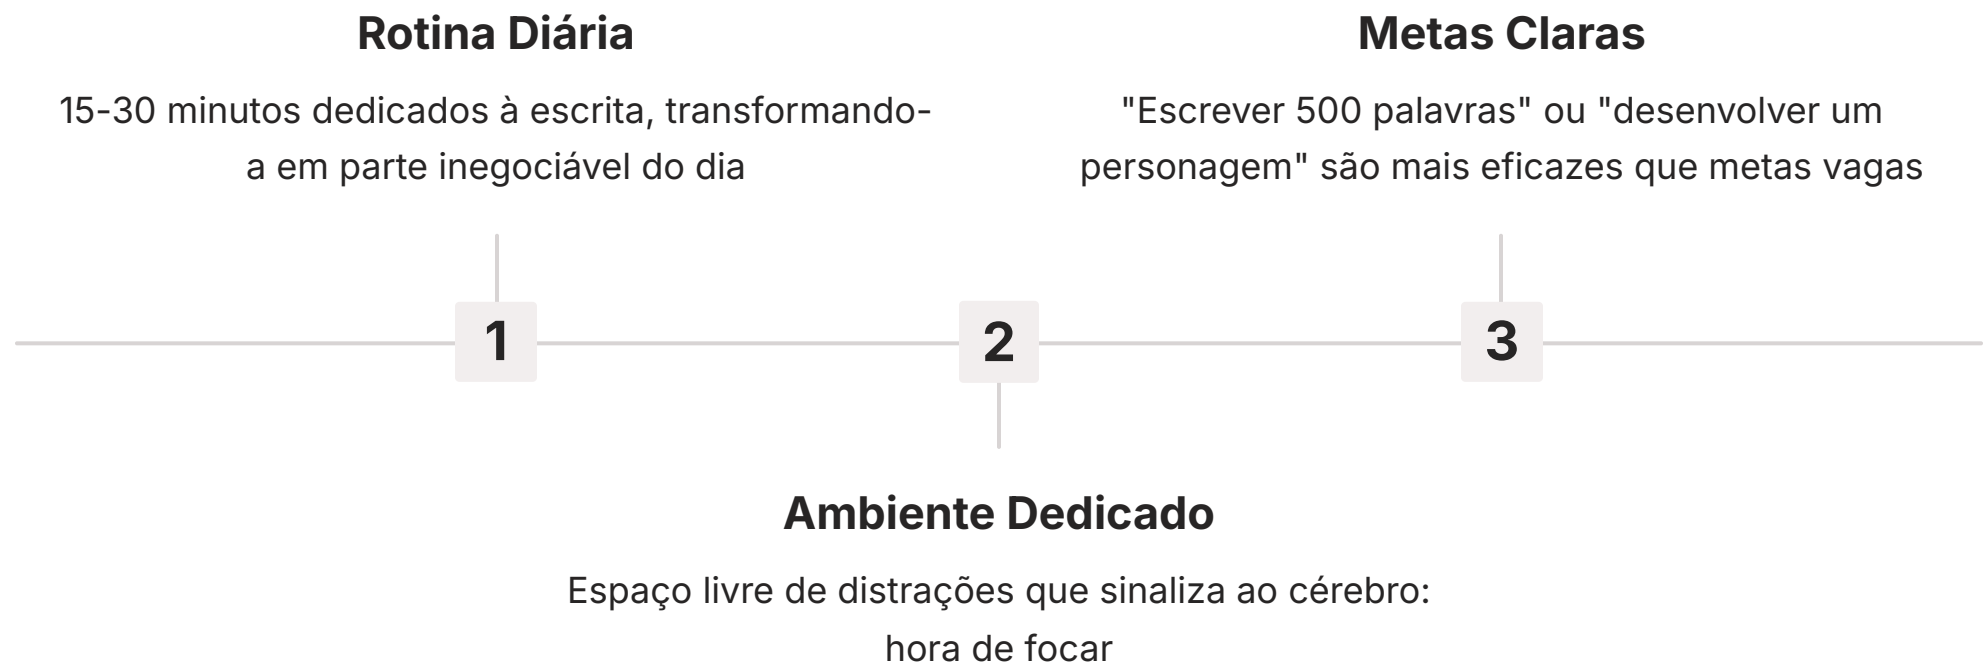 Rotina Diária
15-30 minutos dedicados à escrita, transformando-
a em parte inegociável do dia
Metas Claras
"Escrever 500 palavras" ou "desenvolver um
personagem" são mais eficazes que metas vagas
1
2
3
Ambiente Dedicado
Espaço livre de distrações que sinaliza ao cérebro:
hora de focar